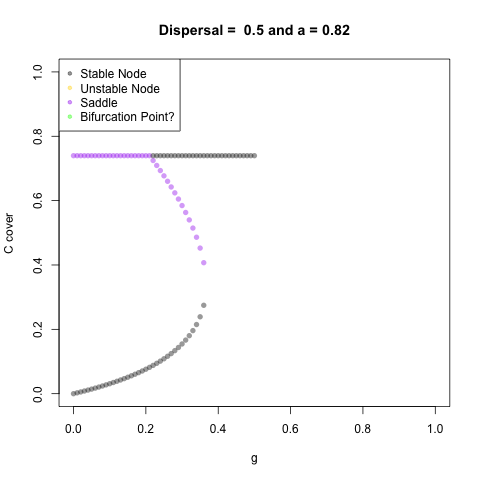 Dispersal =  0.5 and a = 0.82
Stable Node
Unstable Node
Saddle
Bifurcation Point?
C cover
1.0
0.8
0.6
0.4
0.2
0.0
0.0 0.2 0.4 0.6 0.8 1.0
g